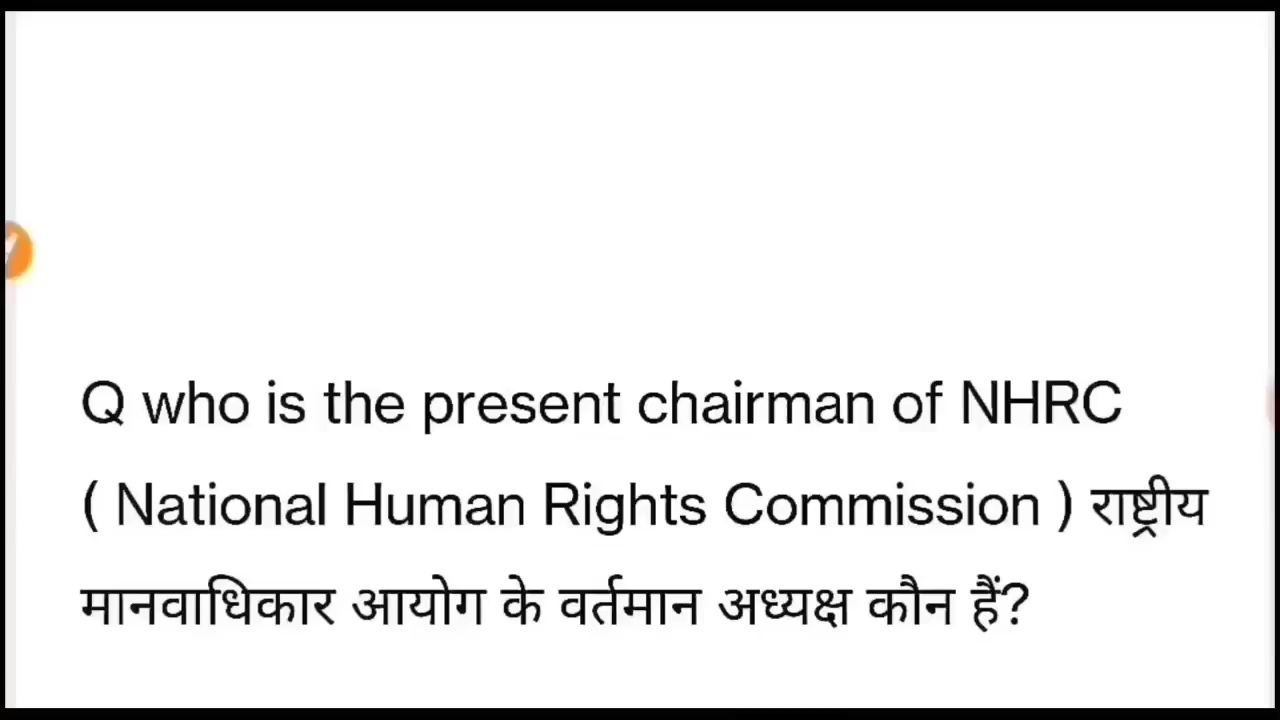 Q who is the present chairman of NHRC
( National Human Rights Commission ) राष्ट्रीय
मानवाधिकार आयोग के वर्तमान अध्यक्ष कौन हैं?